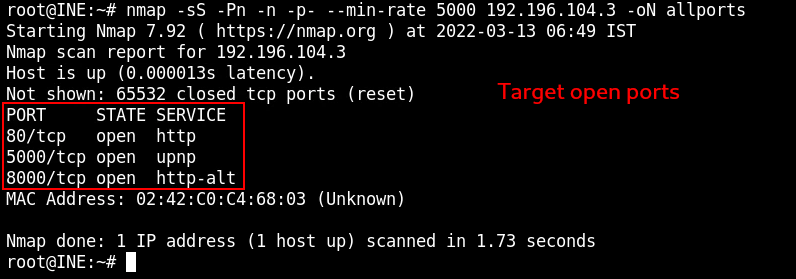 root@INE:~# nmap -sS -Pn -n -p- --min-rate 5000 192.196.104.3 -oN allports
Starting Nmap 7.92 ( https://nmap.org ) at 2022-03-13 06:49 IST
Nmap scan report for 192.196.104.3
Host is up (0.000013s latency).
Not shown: 65532 closed tcp ports (reset)
Target open ports
PORT     STATE SERVICE
80/tcp   open  http
5000/tcp open  upnp
8000/tcp open  http-alt
MAC Address: 02:42:C0:C4:68:03 (Unknown)
Nmap done: 1 IP address (1 host up) scanned in 1.73 seconds
root@INE:~#